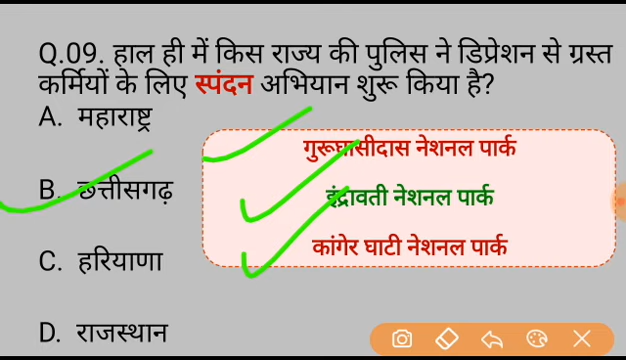 Q.09. हाल ही में किस राज्य की पुलिस ने डिप्रेशन से ग्रस्त
कर्मियों के लिए स्पंदन अभियान शुरू किया है?
A. महाराष्ट्र
गुरूघासीदास नेशनल पार्क
B. छत्तीसगढ़
इंद्रावती नेशनल पार्क
कांगेर घाटी नेशनल पार्क
C. हरियाणा
D. राजस्थान